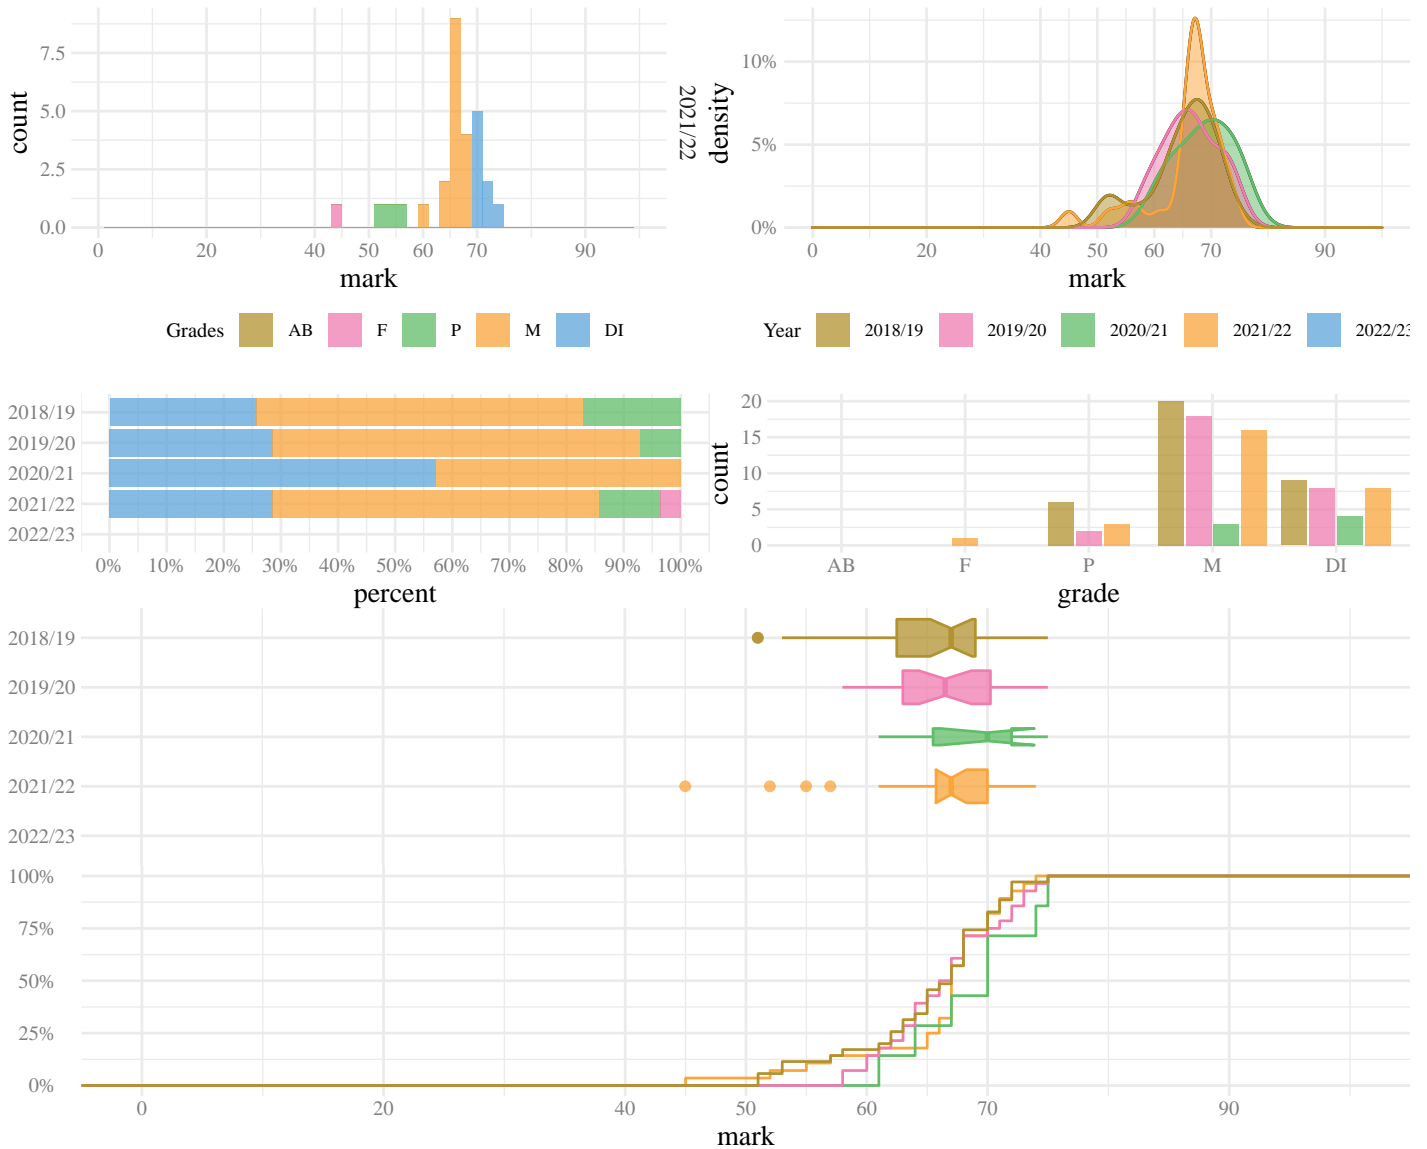 7.5
5.0
2.5
0.0
count
0 20 40 50 60 70 90
mark
2021/22
10%
5%
0%
density
0 20 40 50 60 70 90
mark
Grades AB F P M DI
Year 2018/19 2019/20 2020/21 2021/22 2022/23
2018/19
2019/20
2020/21
2021/22
2022/23
0% 10% 20% 30% 40% 50% 60% 70% 80% 90% 100%
percent
20
15
10
5
0
count
AB F P M DI
grade
2018/19
2019/20
2020/21
2021/22
2022/23
100%
75%
50%
25%
0%
0 20 40 50 60 70 90
mark